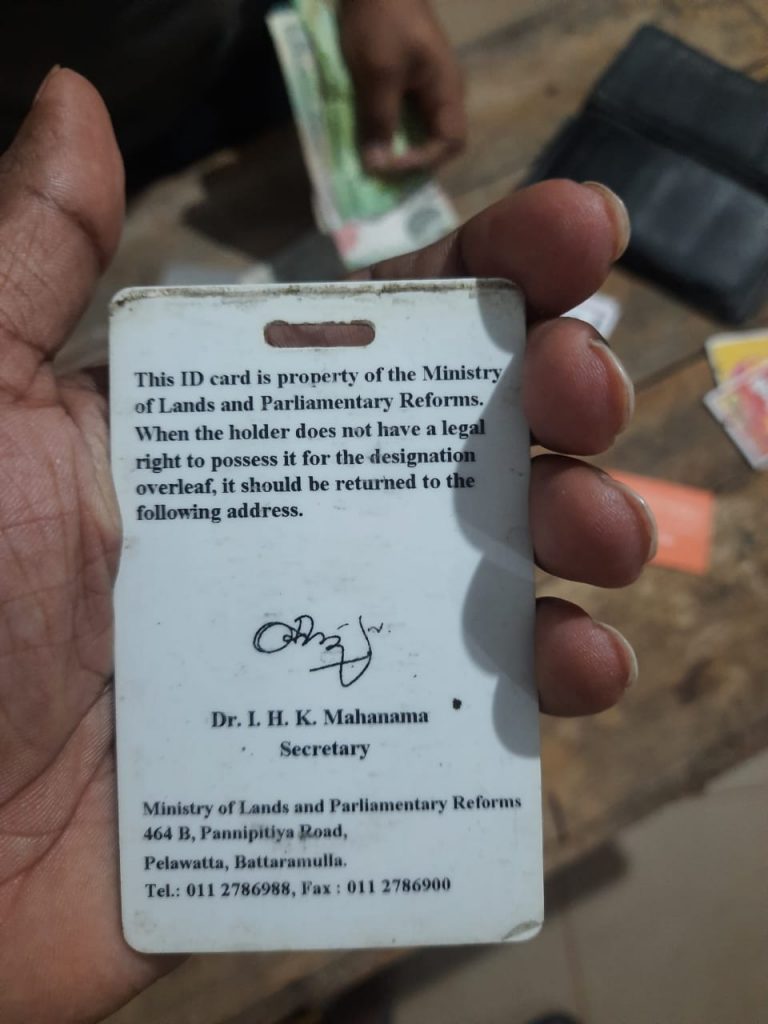 This ID card is property of the Ministry
of Lands and Parliamentary Reforms.
When the holder does not have a legal
right to possess it for the designation
overleaf, it should be returned to the
following address.
Dr. I. H. K. Mahanama
Secretary
Ministry of Lands and Parliamentary Reforms
464 B, Pannipitiya Road,
Pelawatta, Battaramulla.
Tel.: 011 2786988, Fax : 011 2786900